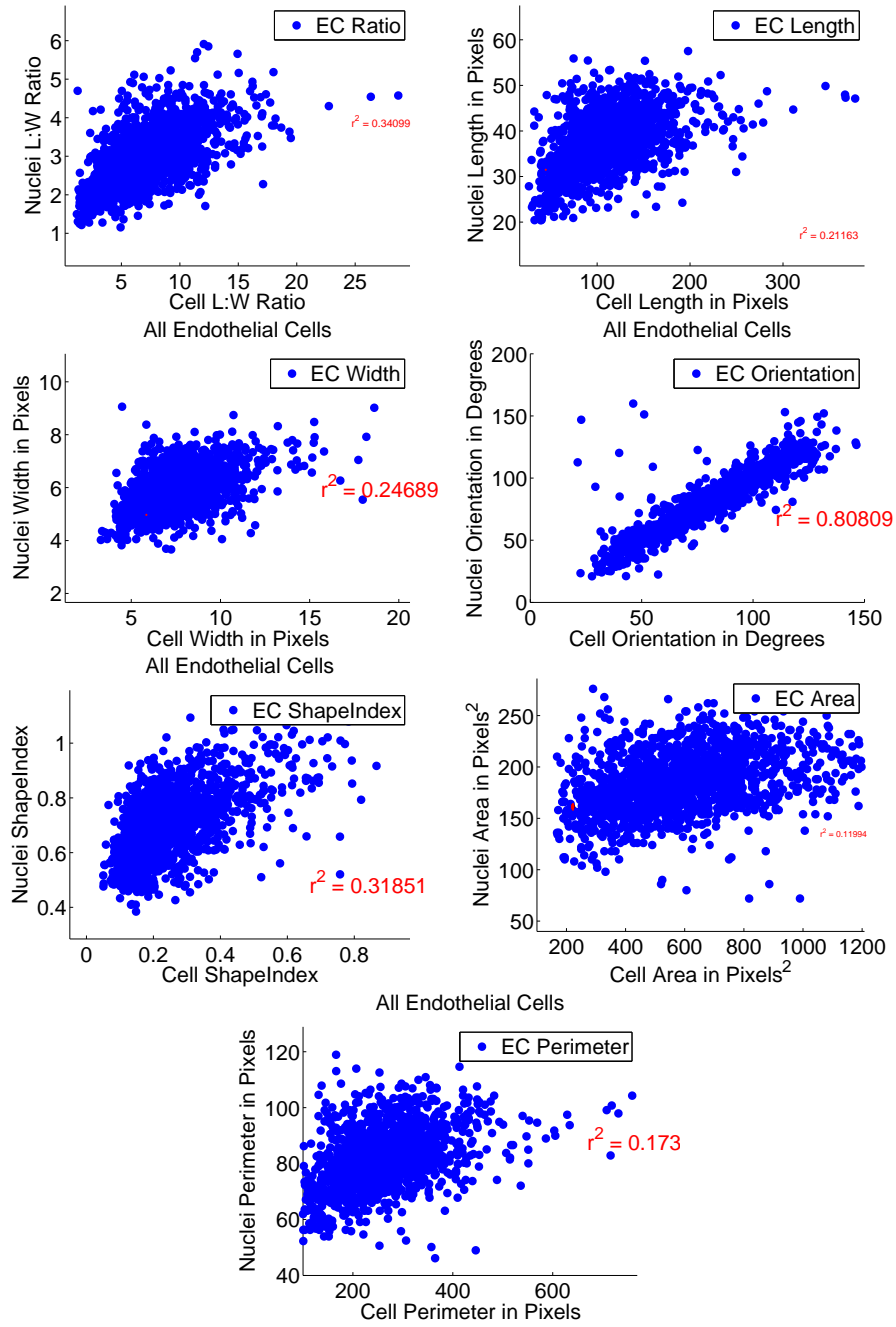 EC Ratio
Nuclei L:W Ratio
6
5
4
3
2
1
r² = 0.34099
5 10 15 20 25
Cell L:W Ratio
EC Length
Nuclei Length in Pixels
60
50
40
30
20
r² = 0.21163
100 200 300
Cell Length in Pixels
All Endothelial Cells
EC Width
Nuclei Width in Pixels
10
8
6
4
2
r² = 0.24689
5 10 15 20
Cell Width in Pixels
All Endothelial Cells
EC Orientation
Nuclei Orientation in Degrees
200
150
100
50
0
r² = 0.80809
0 50 100 150
Cell Orientation in Degrees
All Endothelial Cells
EC ShapeIndex
Nuclei ShapeIndex
1
0.8
0.6
0.4
r² = 0.31851
0 0.2 0.4 0.6 0.8
Cell ShapeIndex
EC Area
Nuclei Area in Pixels²
250
200
150
100
50
r² = 0.11994
200 400 600 800 1000 1200
Cell Area in Pixels²
All Endothelial Cells
EC Perimeter
Nuclei Perimeter in Pixels
120
100
80
60
40
r² = 0.173
200 400 600
Cell Perimeter in Pixels